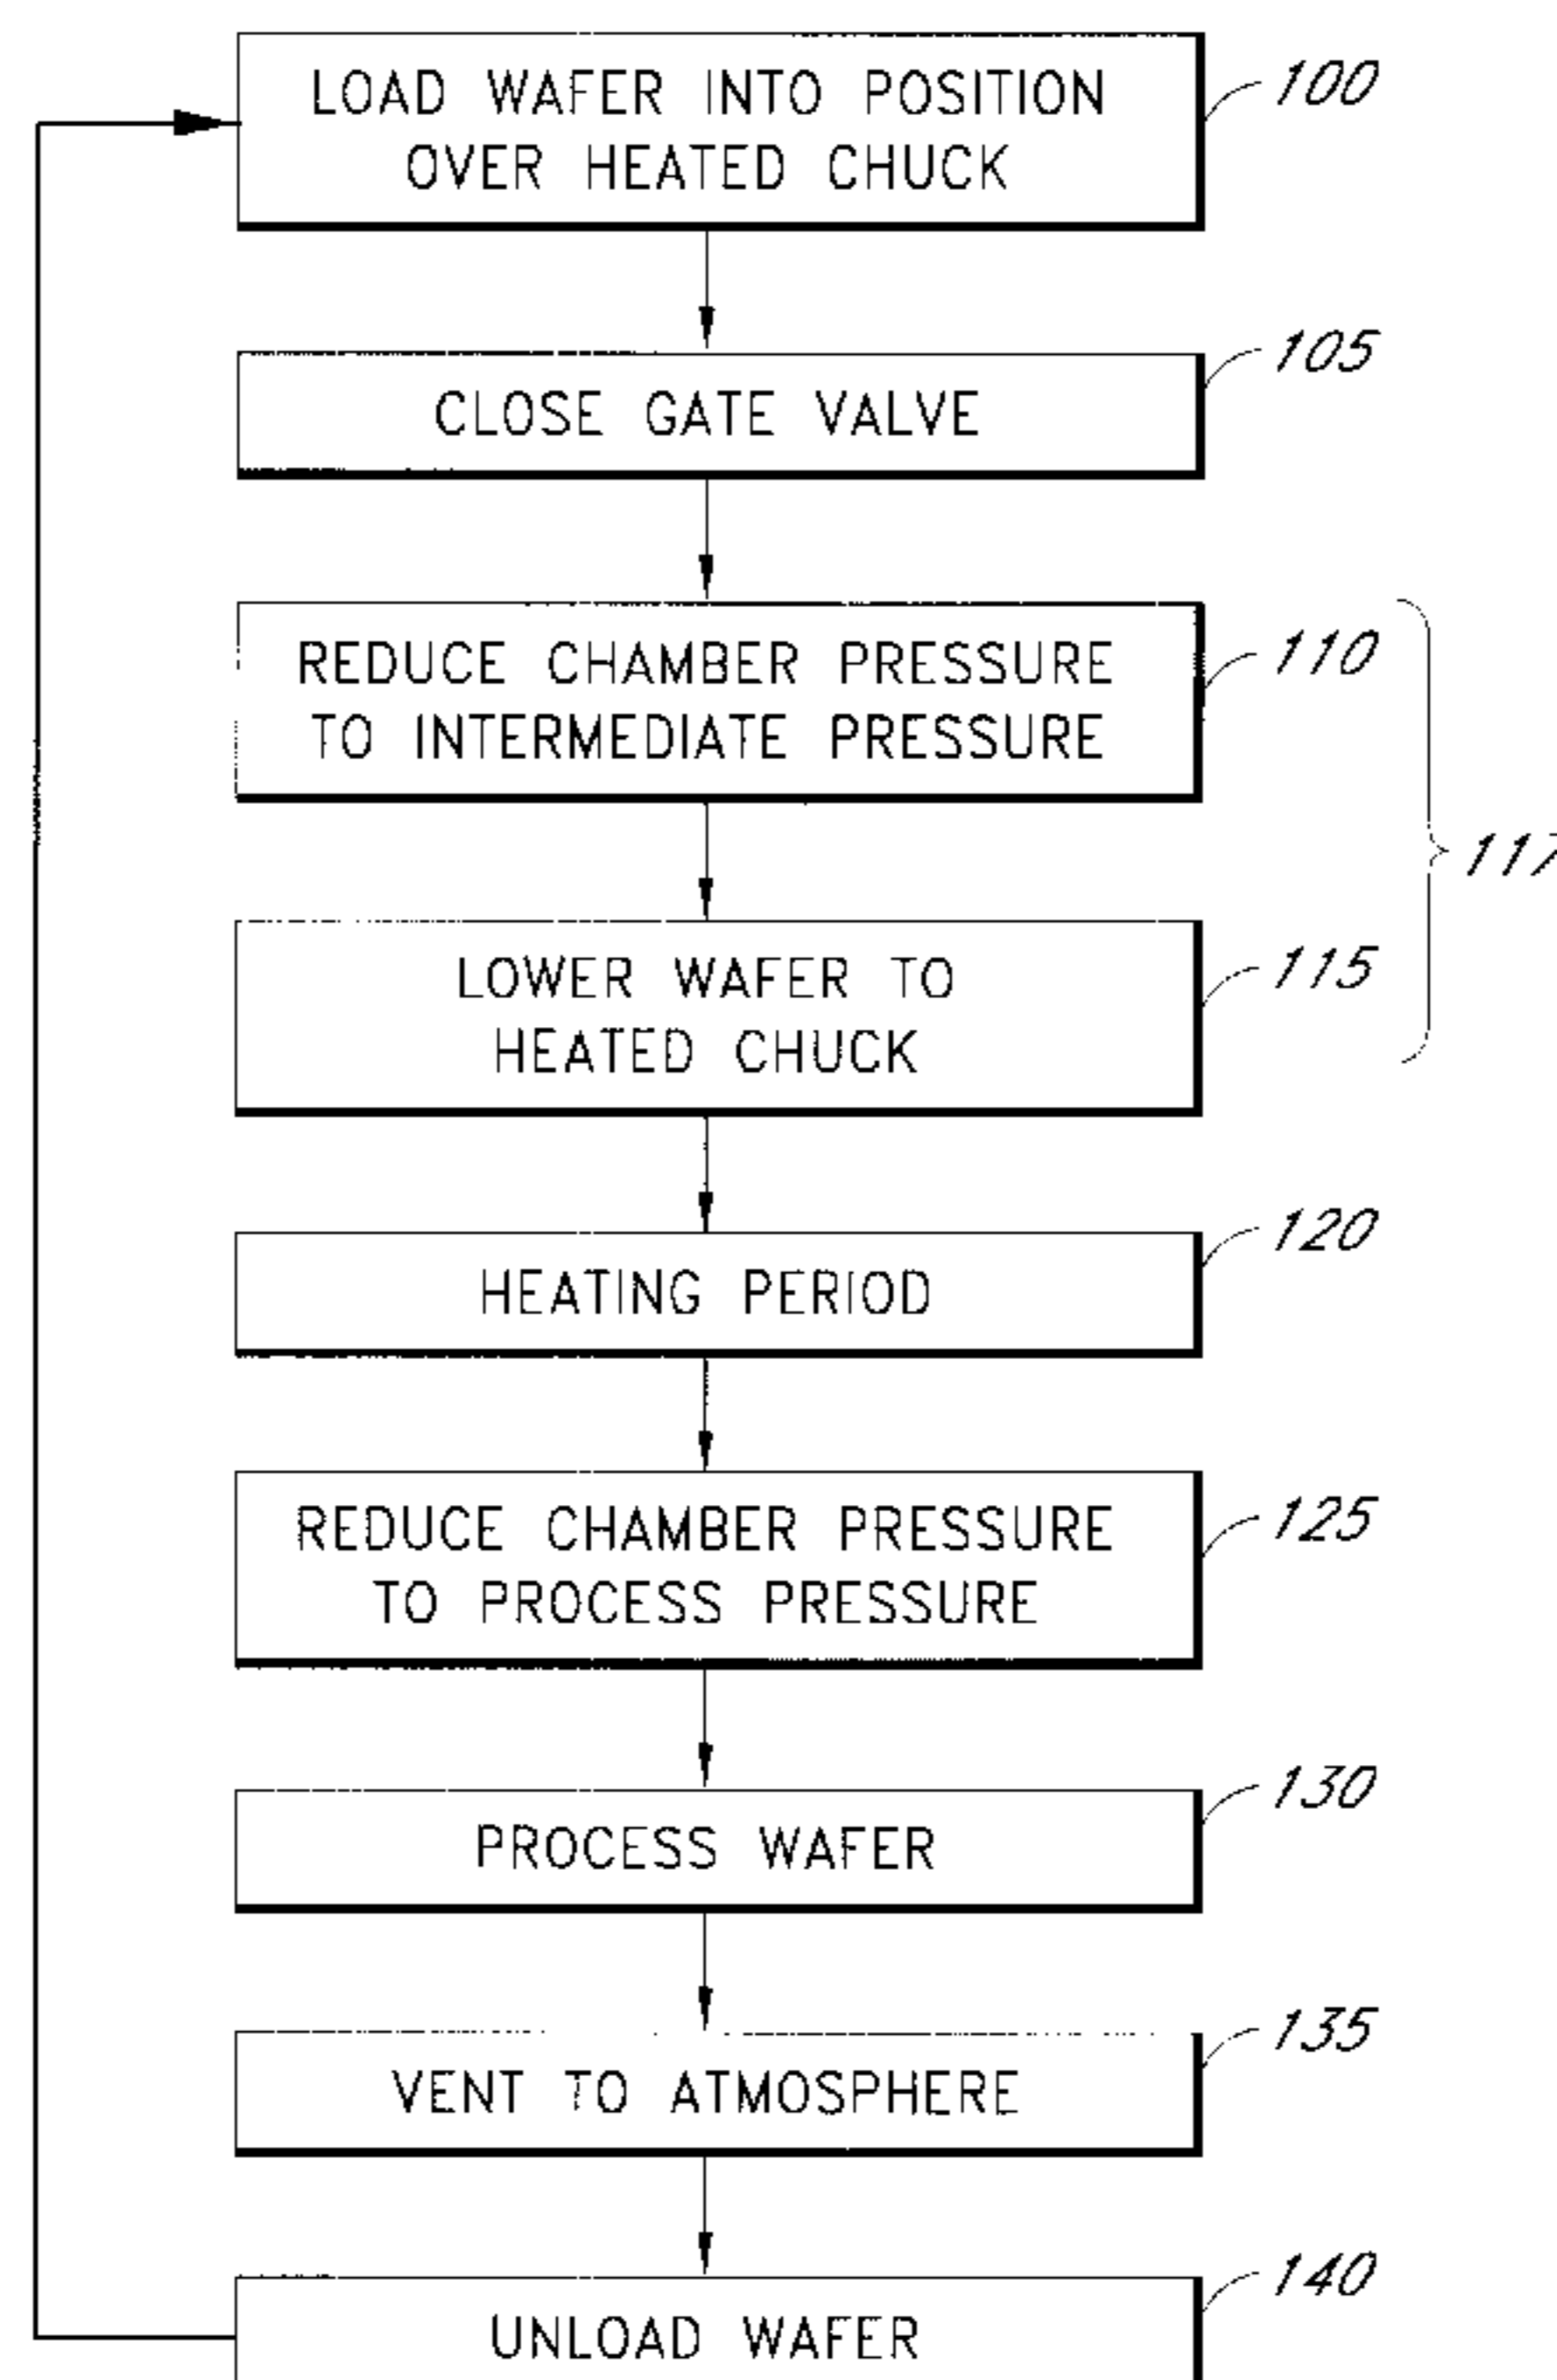 LOAD WAFER INTO POSITION
OVER HEATED CHUCK
100
CLOSE GATE VALVE
105
REDUCE CHAMBER PRESSURE
TO INTERMEDIATE PRESSURE
110
117
LOWER WAFER TO
HEATED CHUCK
115
HEATING PERIOD
120
REDUCE CHAMBER PRESSURE
TO PROCESS PRESSURE
125
PROCESS WAFER
130
VENT TO ATMOSPHERE
135
UNLOAD WAFER
140